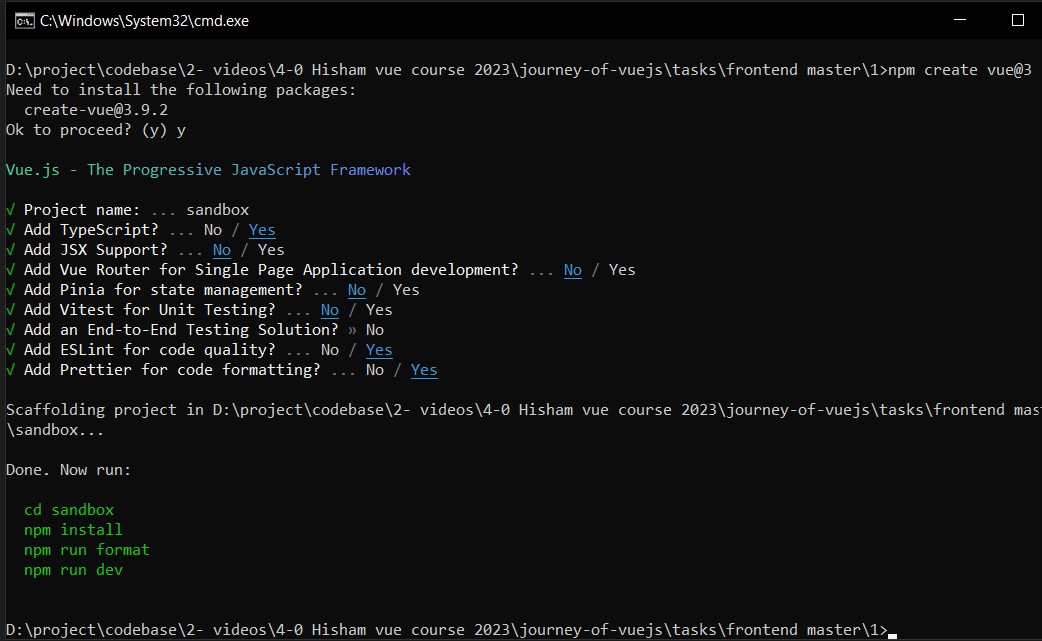 C:\Windows\System32\cmd.exe
D:\project\codebase\2- videos\4-0 Hisham vue course 2023\journey-of-vuejs\tasks\frontend master\1>npm create vue@3
Need to install the following packages:
  create-vue@3.9.2
Ok to proceed? (y) y
Vue.js - The Progressive JavaScript Framework
√ Project name: ... sandbox
√ Add TypeScript? ... No / Yes
√ Add JSX Support? ... No / Yes
√ Add Vue Router for Single Page Application development? ... No / Yes
√ Add Pinia for state management? ... No / Yes
√ Add Vitest for Unit Testing? ... No / Yes
√ Add an End-to-End Testing Solution? » No
√ Add ESLint for code quality? ... No / Yes
√ Add Prettier for code formatting? ... No / Yes
Scaffolding project in D:\project\codebase\2- videos\4-0 Hisham vue course 2023\journey-of-vuejs\tasks\frontend mas
\sandbox...
Done. Now run:
  cd sandbox
  npm install
  npm run format
  npm run dev
D:\project\codebase\2- videos\4-0 Hisham vue course 2023\journey-of-vuejs\tasks\frontend master\1>